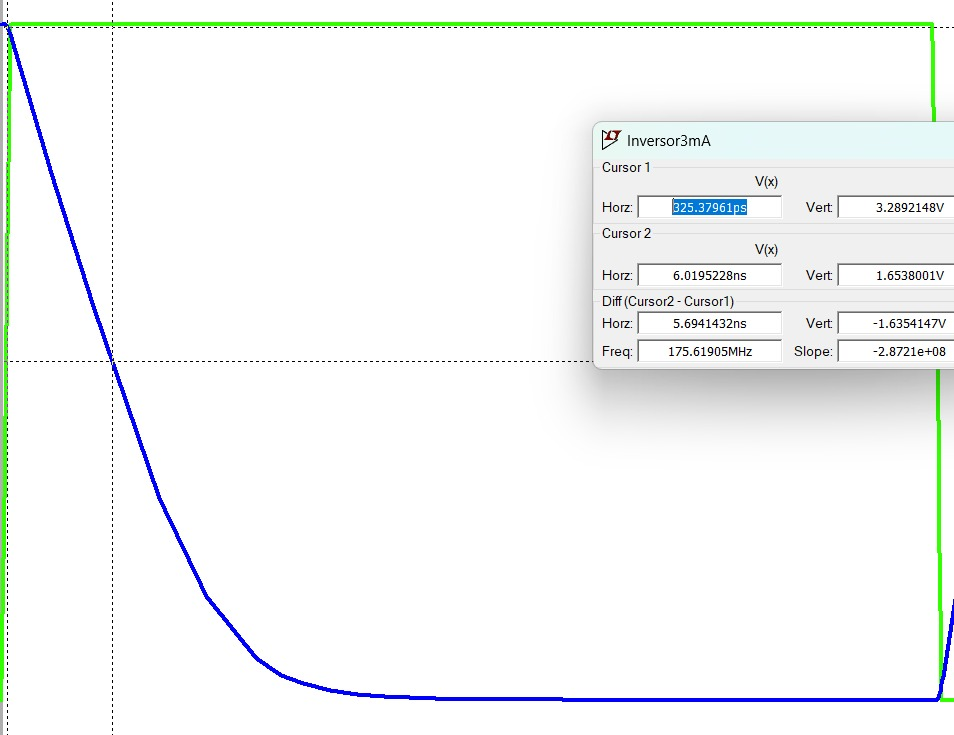 Inversor3mA
Cursor 1
V(x)
Horz: 325.37961ps Vert: 3.2892148V
Cursor 2
V(x)
Horz: 6.0195228ns Vert: 1.6538001V
Diff (Cursor2 - Cursor1)
Horz: 5.6941432ns Vert: -1.6354147V
Freq: 175.61905MHz Slope: -2.8721e+08